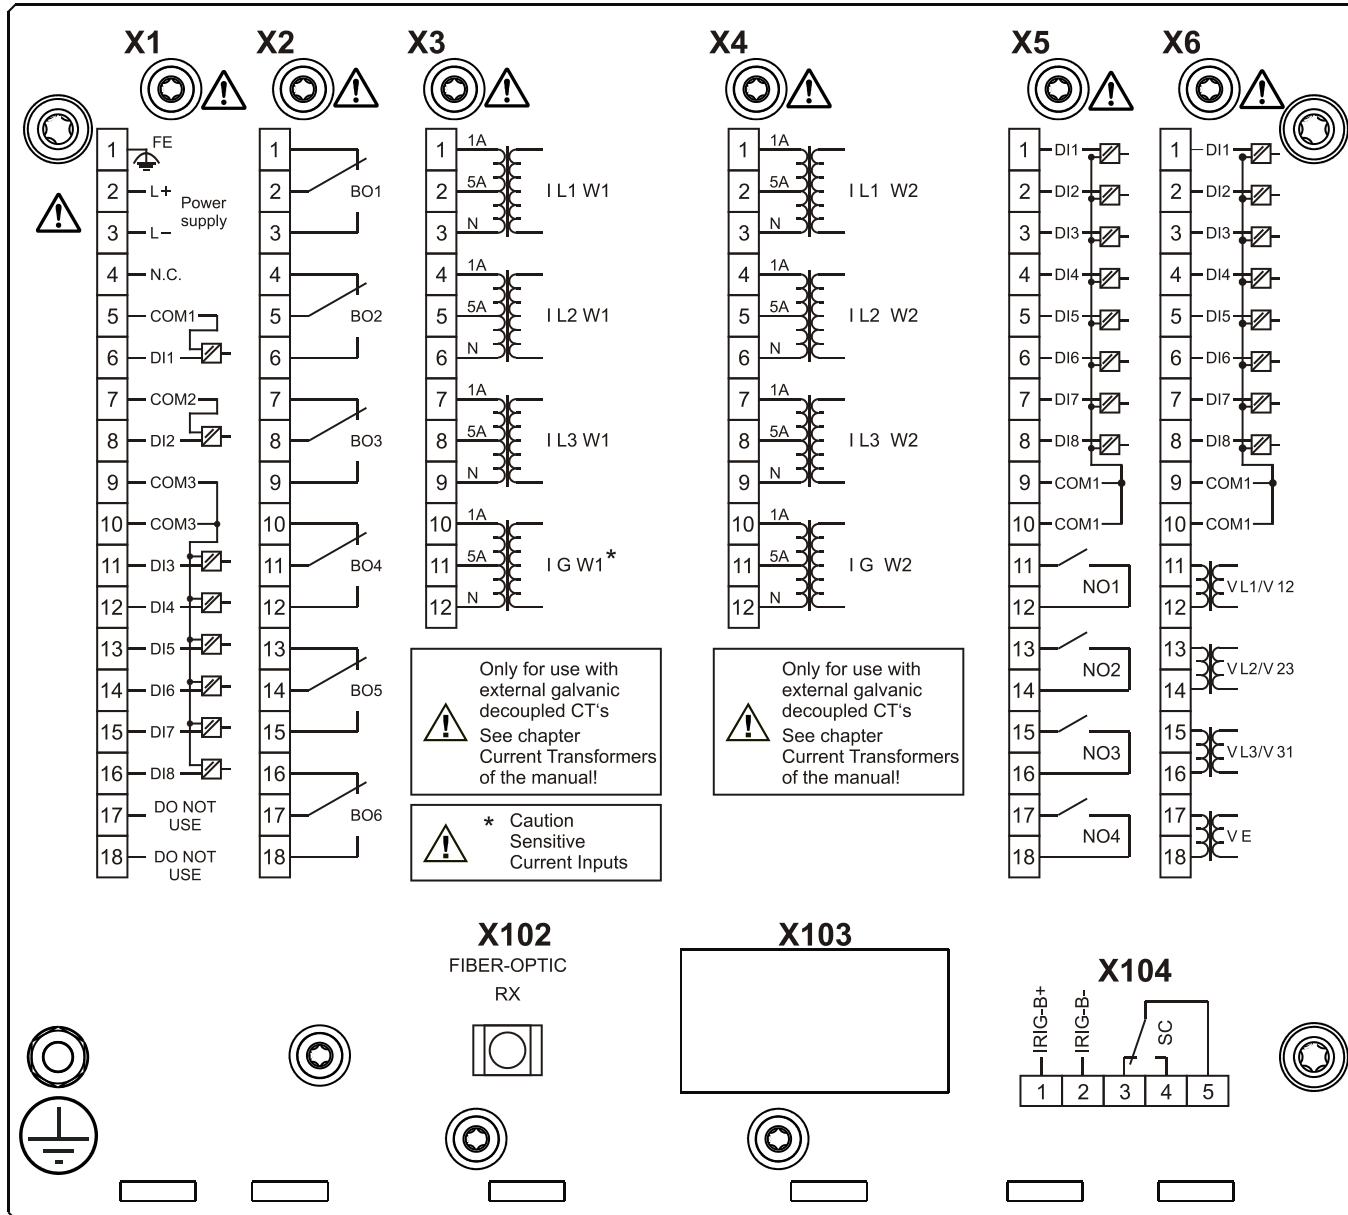 X1 X2 X3 X4 X5 X6
1 FE
2 L+
Power
supply
3 L–
4 N.C.
5 COM1
6 DI1
7 COM2
8 DI2
9 COM3
10 COM3
11 DI3
12 DI4
13 DI5
14 DI6
15 DI7
16 DI8
17 DO NOT
USE
18 DO NOT
USE
1
2 BO1
3
4
5 BO2
6
7
8 BO3
9
10
11 BO4
12
13
14 BO5
15
16
17 BO6
18
1 1A
2 5A I L1 W1
3 N
4 1A
5 5A I L2 W1
6 N
7 1A
8 5A I L3 W1
9 N
10 1A
11 5A I G W1*
12 N
Only for use with
external galvanic
decoupled CT‘s
See chapter
Current Transformers
of the manual!
* Caution
Sensitive
Current Inputs
1 1A
2 5A I L1 W2
3 N
4 1A
5 5A I L2 W2
6 N
7 1A
8 5A I L3 W2
9 N
10 1A
11 5A I G W2
12 N
Only for use with
external galvanic
decoupled CT‘s
See chapter
Current Transformers
of the manual!
1 DI1
2 DI2
3 DI3
4 DI4
5 DI5
6 DI6
7 DI7
8 DI8
9 COM1
10 COM1
11
NO1
12
13
NO2
14
15
NO3
16
17
NO4
18
1 DI1
2 DI2
3 DI3
4 DI4
5 DI5
6 DI6
7 DI7
8 DI8
9 COM1
10 COM1
11
V L1/V 12
12
13
V L2/V 23
14
15
V L3/V 31
16
17
V E
18
X102
FIBER-OPTIC
RX
X103
X104
IRIG-B+
IRIG-B-
SC
1 2 3 4 5